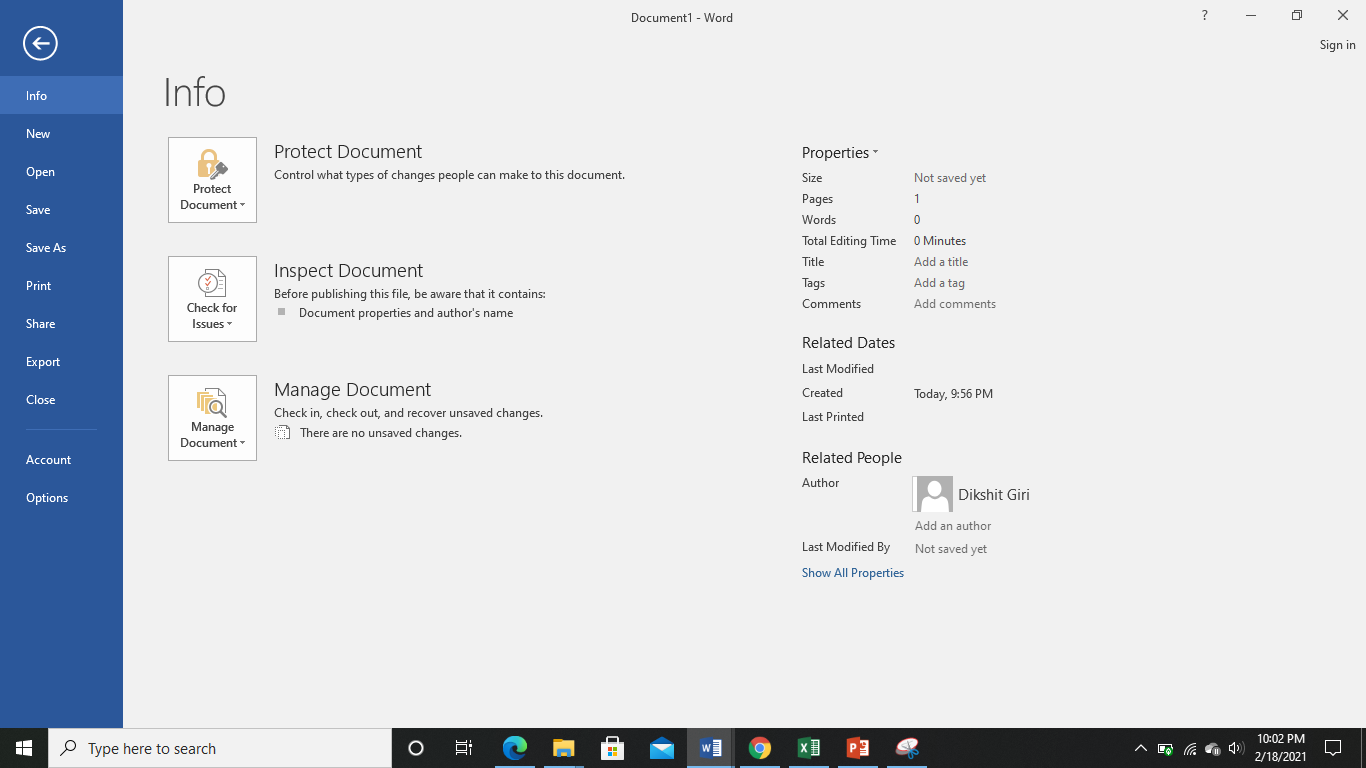 Document1 - Word
?
Sign in
Info
New
Open
Save
Save As
Print
Share
Export
Close
Account
Options
Info
Protect
Document
Protect Document
Control what types of changes people can make to this document.
Check for
Issues
Inspect Document
Before publishing this file, be aware that it contains:
Document properties and author's name
Manage
Document
Manage Document
Check in, check out, and recover unsaved changes.
There are no unsaved changes.
Properties
Size Not saved yet
Pages 1
Words 0
Total Editing Time 0 Minutes
Title Add a title
Tags Add a tag
Comments Add comments
Related Dates
Last Modified
Created Today, 9:56 PM
Last Printed
Related People
Author Dikshit Giri
Add an author
Last Modified By Not saved yet
Show All Properties
Type here to search
10:02 PM
2/18/2021